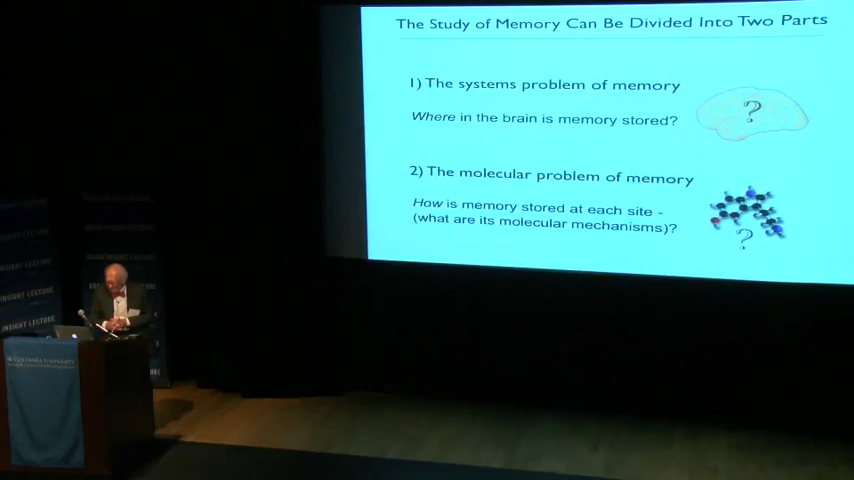 The Study of Memory Can Be Divided Into Two Parts
1) The systems problem of memory
Where in the brain is memory stored?
?
2) The molecular problem of memory
How is memory stored at each site -
(what are its molecular mechanisms)?
?
INSIGHT LECTURE
INSIGHT LECTURE